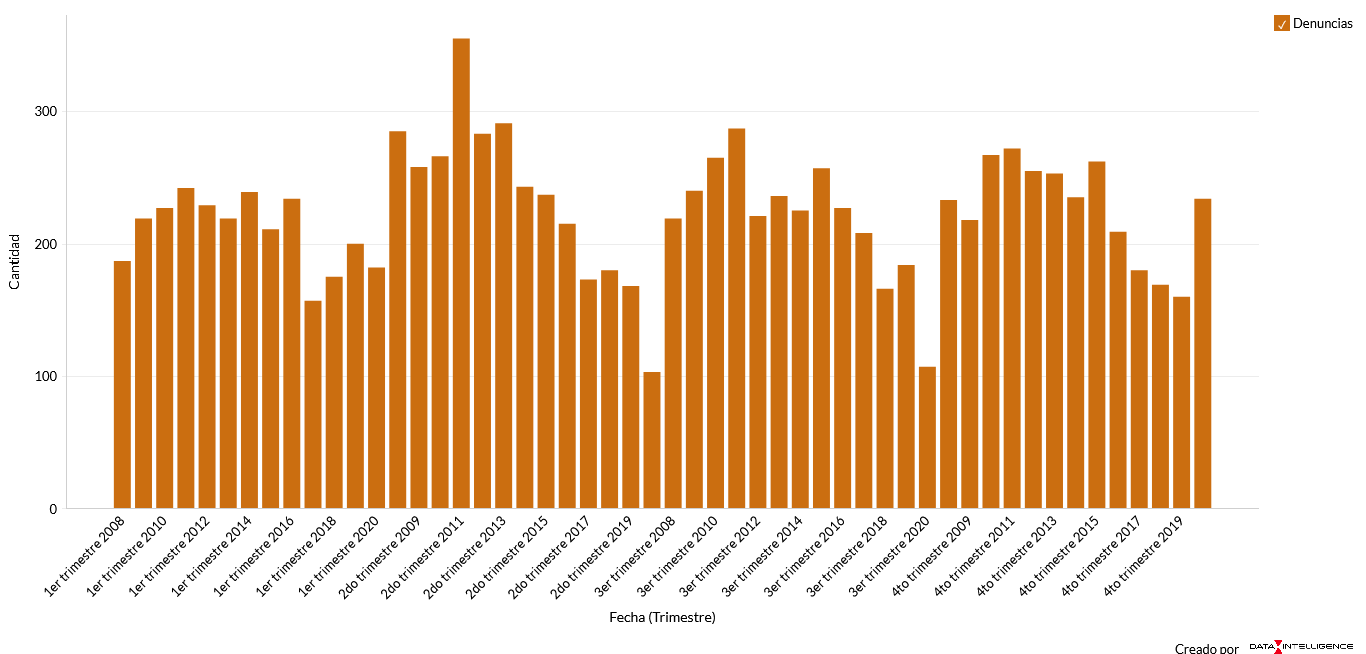 Denuncias
300
200
100
0
Cantidad
1er trimestre 2008
1er trimestre 2010
1er trimestre 2012
1er trimestre 2014
1er trimestre 2016
1er trimestre 2018
1er trimestre 2020
2do trimestre 2009
2do trimestre 2011
2do trimestre 2013
2do trimestre 2015
2do trimestre 2017
2do trimestre 2019
3er trimestre 2008
3er trimestre 2010
3er trimestre 2012
3er trimestre 2014
3er trimestre 2016
3er trimestre 2018
3er trimestre 2020
4to trimestre 2009
4to trimestre 2011
4to trimestre 2013
4to trimestre 2015
4to trimestre 2017
4to trimestre 2019
Fecha (Trimestre)
Creado por DATA INTELLIGENCE